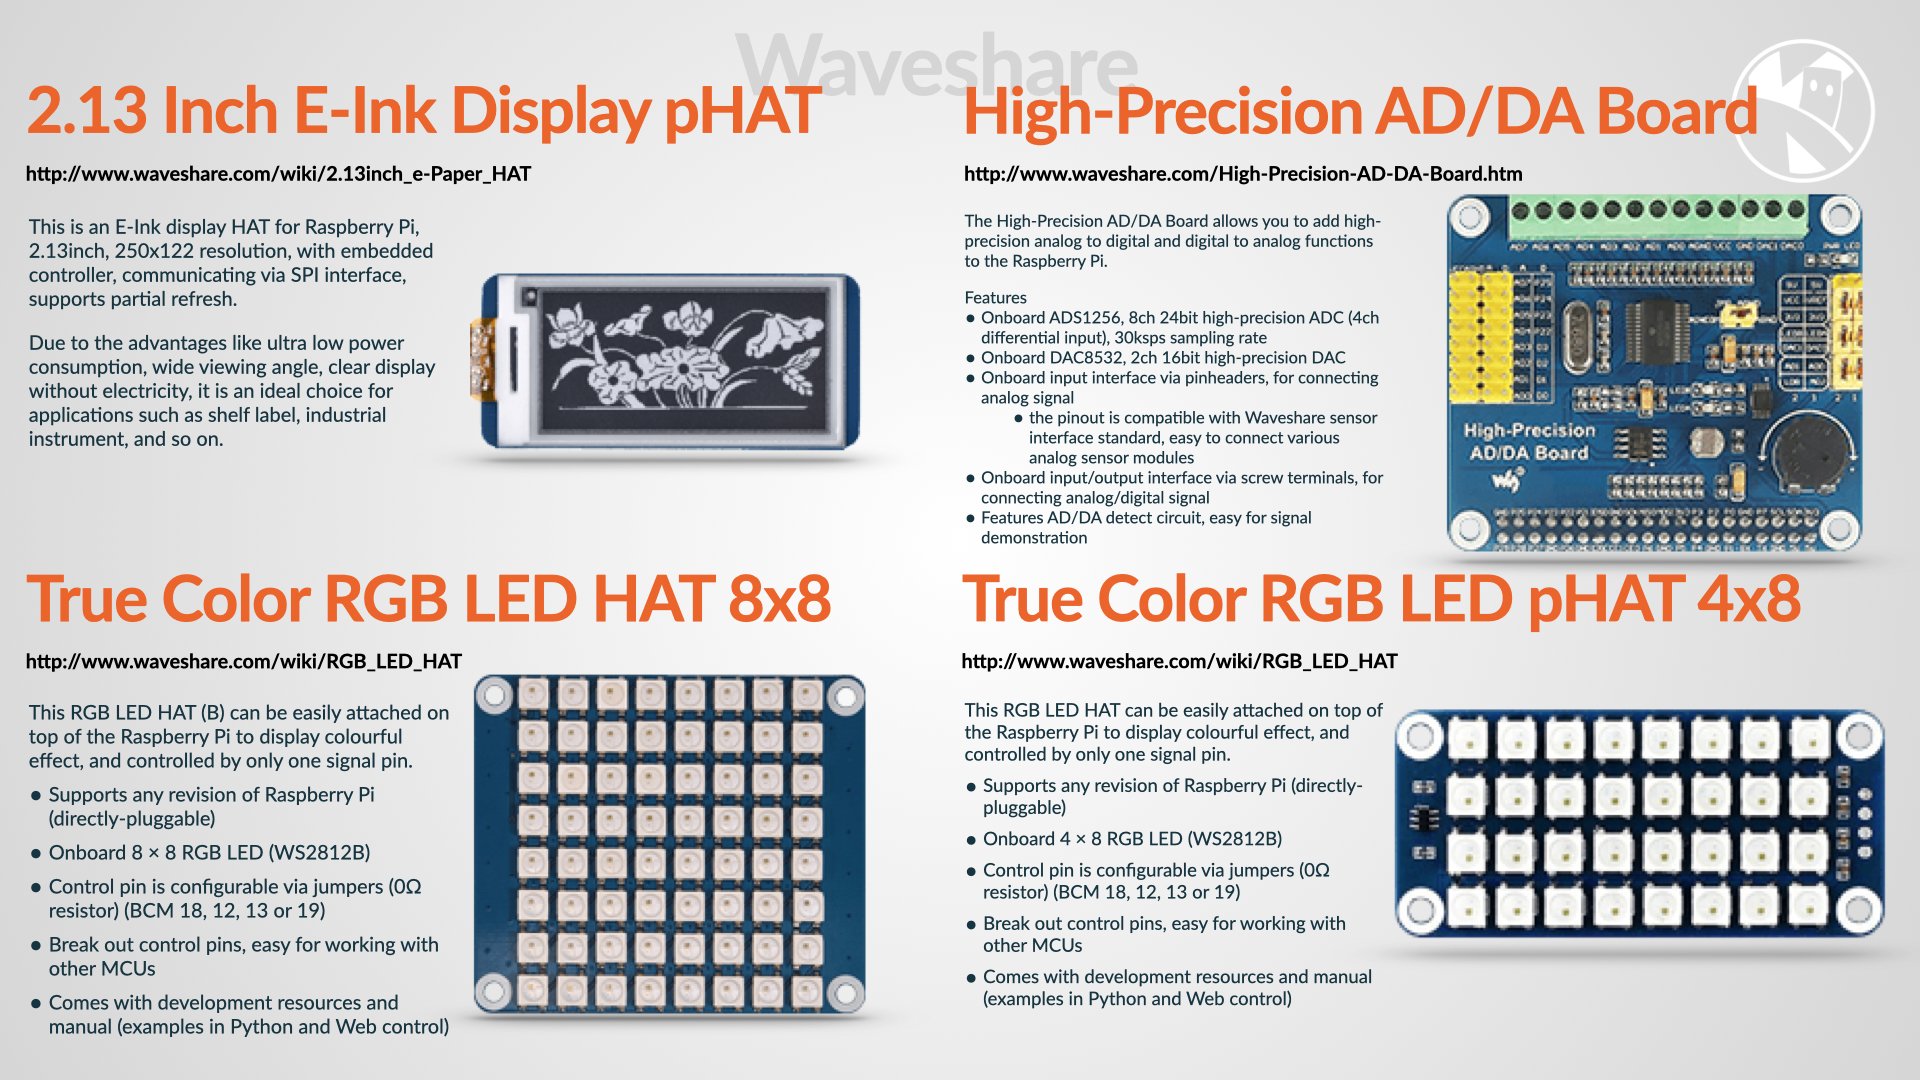 Waveshare
2.13 Inch E-Ink Display pHAT
http://www.waveshare.com/wiki/2.13inch_e-Paper_HAT
This is an E-Ink display HAT for Raspberry Pi,
2.13inch, 250x122 resolution, with embedded
controller, communicating via SPI interface,
supports partial refresh.
Due to the advantages like ultra low power
consumption, wide viewing angle, clear display
without electricity, it is an ideal choice for
applications such as shelf label, industrial
instrument, and so on.
High-Precision AD/DA Board
http://www.waveshare.com/High-Precision-AD-DA-Board.htm
The High-Precision AD/DA Board allows you to add high-
precision analog to digital and digital to analog functions
to the Raspberry Pi.
Features
● Onboard ADS1256, 8ch 24bit high-precision ADC (4ch
differential input), 30ksps sampling rate
● Onboard DAC8532, 2ch 16bit high-precision DAC
● Onboard input interface via pinheaders, for connecting
analog signal
● the pinout is compatible with Waveshare sensor
interface standard, easy to connect various
analog sensor modules
● Onboard input/output interface via screw terminals, for
connecting analog/digital signal
● Features AD/DA detect circuit, easy for signal
demonstration
High-Precision
AD/DA Board
True Color RGB LED HAT 8x8
http://www.waveshare.com/wiki/RGB_LED_HAT
This RGB LED HAT (B) can be easily attached on
top of the Raspberry Pi to display colourful
effect, and controlled by only one signal pin.
● Supports any revision of Raspberry Pi
(directly-pluggable)
● Onboard 8 × 8 RGB LED (WS2812B)
● Control pin is configurable via jumpers (0Ω
resistor) (BCM 18, 12, 13 or 19)
● Break out control pins, easy for working with
other MCUs
● Comes with development resources and
manual (examples in Python and Web control)
True Color RGB LED pHAT 4x8
http://www.waveshare.com/wiki/RGB_LED_HAT
This RGB LED HAT can be easily attached on top of
the Raspberry Pi to display colourful effect, and
controlled by only one signal pin.
● Supports any revision of Raspberry Pi (directly-
pluggable)
● Onboard 4 × 8 RGB LED (WS2812B)
● Control pin is configurable via jumpers (0Ω
resistor) (BCM 18, 12, 13 or 19)
● Break out control pins, easy for working with
other MCUs
● Comes with development resources and manual
(examples in Python and Web control)